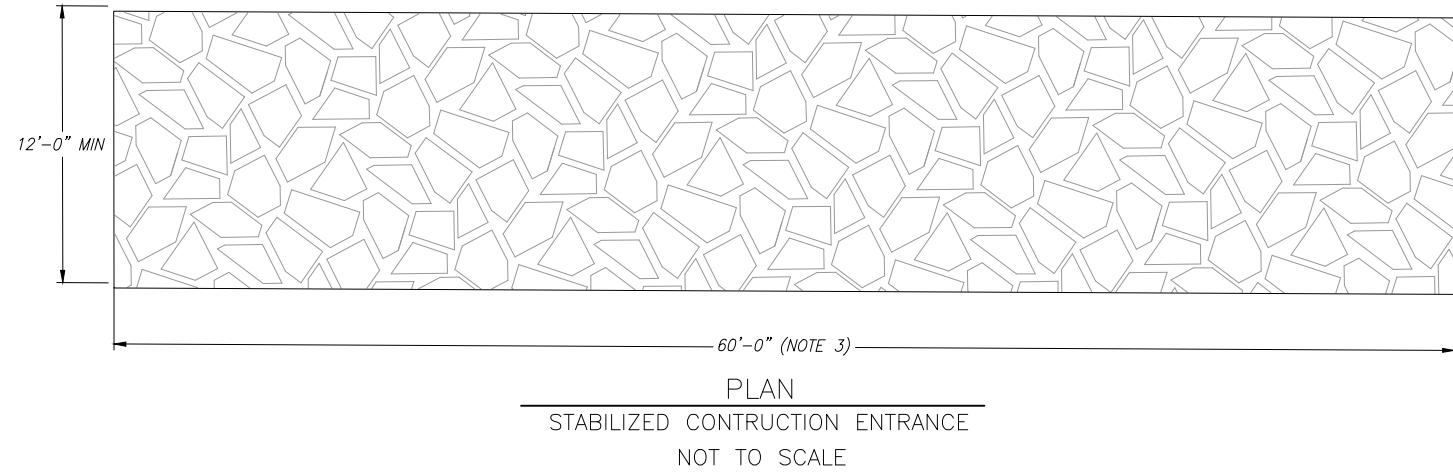 12'-0" MIN
60'-0" (NOTE 3)
PLAN
STABILIZED CONTRUCTION ENTRANCE
NOT TO SCALE